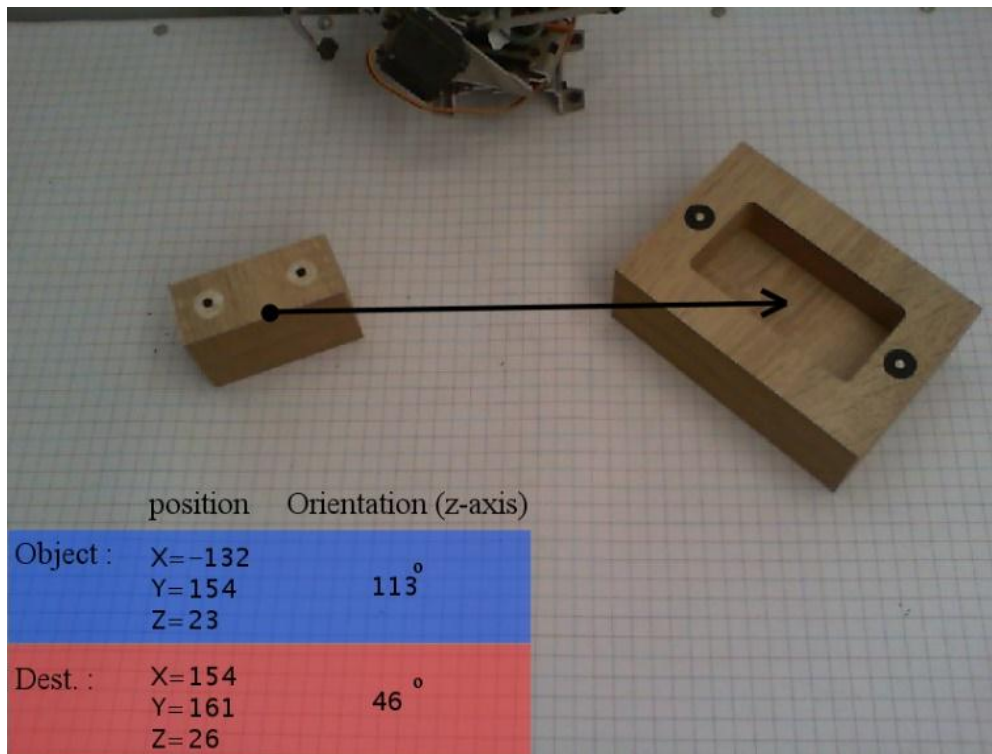 position Orientation (z-axis)
Object : X=-132
Y=154 113°
Z=23
Dest. : X=154
Y=161 46°
Z=26